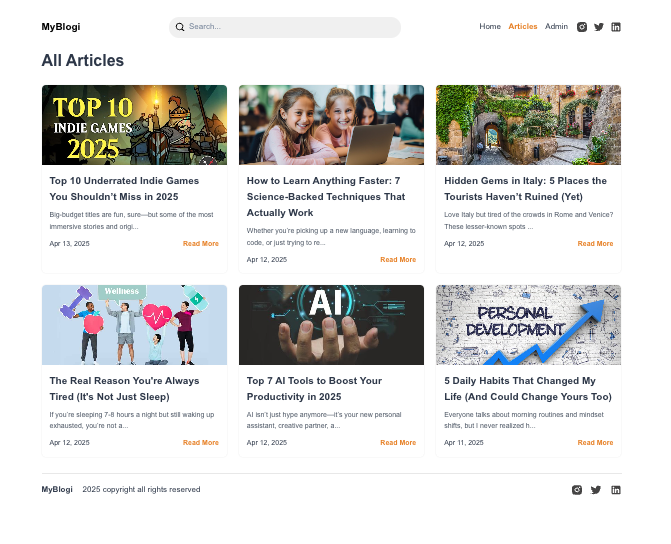 MyBlogi
Search...
Home Articles Admin
All Articles
TOP 10
INDIE GAMES
2025
Top 10 Underrated Indie Games
You Shouldn't Miss in 2025
Big-budget titles are fun, sure—but some of the most
immersive stories and origi...
Apr 13, 2025 Read More
How to Learn Anything Faster: 7
Science-Backed Techniques That
Actually Work
Whether you're picking up a new language, learning to
code, or just trying to re...
Apr 12, 2025 Read More
Hidden Gems in Italy: 5 Places the
Tourists Haven't Ruined (Yet)
Love Italy but tired of the crowds in Rome and Venice?
These lesser-known spots ...
Apr 12, 2025 Read More
Wellness
The Real Reason You're Always
Tired (It's Not Just Sleep)
If you're sleeping 7-8 hours a night but still waking up
exhausted, you're not a...
Apr 12, 2025 Read More
AI
Top 7 AI Tools to Boost Your
Productivity in 2025
AI isn't just hype anymore—it's your new personal
assistant, creative partner, a...
Apr 12, 2025 Read More
PERSONAL
DEVELOPMENT
5 Daily Habits That Changed My
Life (And Could Change Yours Too)
Everyone talks about morning routines and mindset
shifts, but I never realized h...
Apr 11, 2025 Read More
MyBlogi 2025 copyright all rights reserved